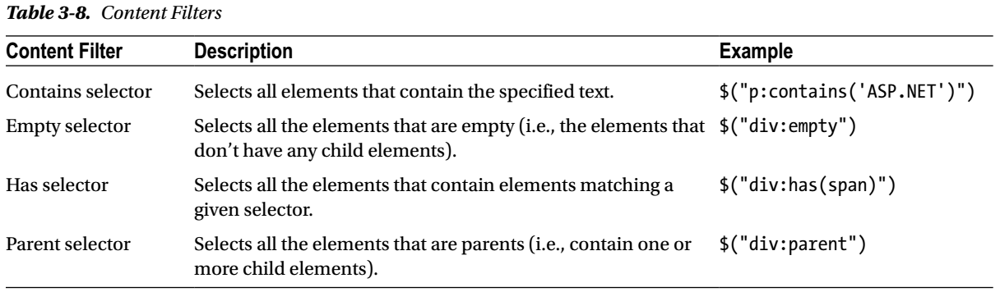 Table 3-8. Content Filters
Content Filter Description Example
Contains selector Selects all elements that contain the specified text. $("p:contains('ASP.NET')")
Empty selector Selects all the elements that are empty (i.e., the elements that $("div:empty")
don’t have any child elements).
Has selector Selects all the elements that contain elements matching a $("div:has(span)")
given selector.
Parent selector Selects all the elements that are parents (i.e., contain one or $("div:parent")
more child elements).